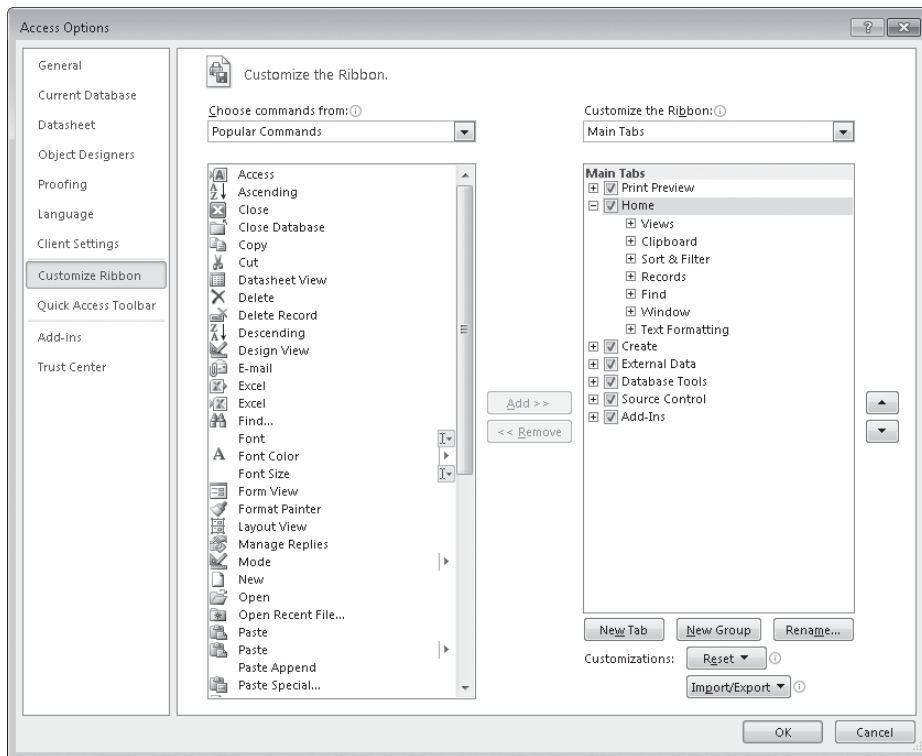 Access Options
General
Current Database
Datasheet
Object Designers
Proofing
Language
Client Settings
Customize Ribbon
Quick Access Toolbar
Add-ins
Trust Center
Customize the Ribbon.
Choose commands from:
Popular Commands
Access
Ascending
Close
Close Database
Copy
Cut
Datasheet View
Delete
Delete Record
Descending
Design View
E-mail
Excel
Excel
Find...
Font
Font Color
Font Size
Form View
Format Painter
Layout View
Manage Replies
Mode
New
Open
Open Recent File...
Paste
Paste
Paste Append
Paste Special...
Add >>
<< Remove
Customize the Ribbon:
Main Tabs
Main Tabs
Print Preview
Home
Views
Clipboard
Sort & Filter
Records
Find
Window
Text Formatting
Create
External Data
Database Tools
Source Control
Add-Ins
New Tab
New Group
Rename...
Customizations:
Reset
Import/Export
OK
Cancel